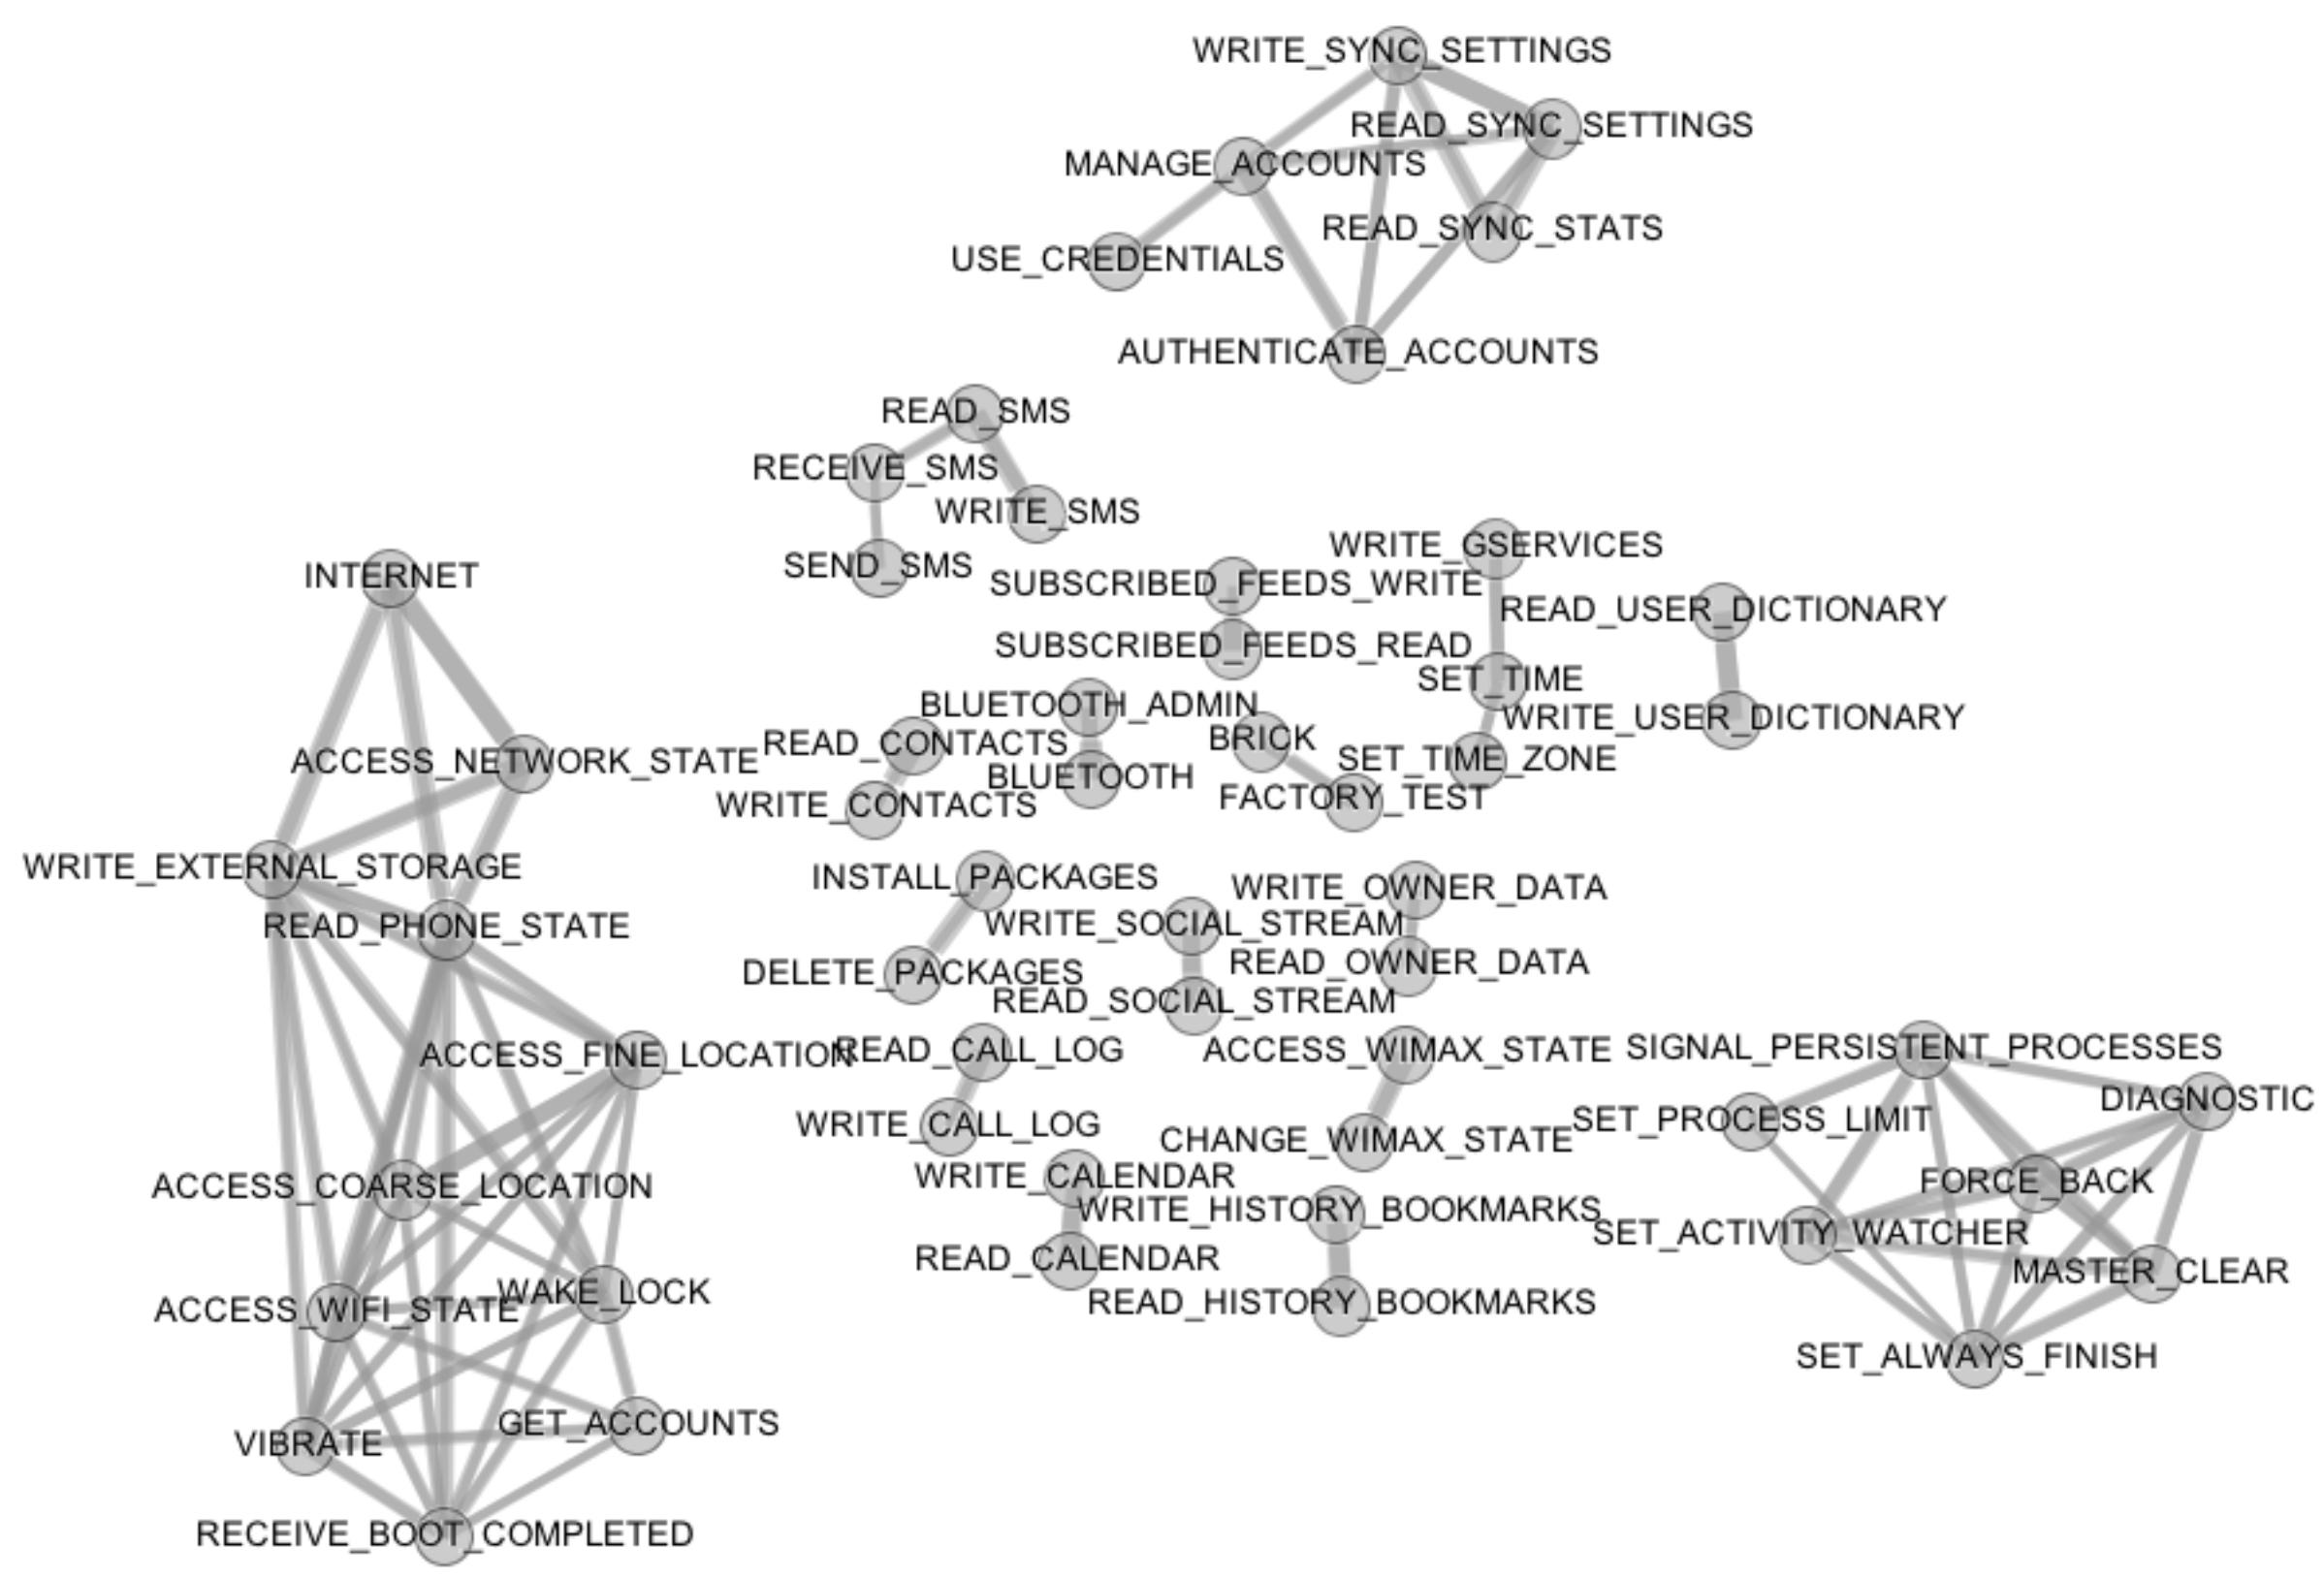 WRITE_SYNC_SETTINGS
READ_SYNC_SETTINGS
MANAGE_ACCOUNTS
READ_SYNC_STATS
USE_CREDENTIALS
AUTHENTICATE_ACCOUNTS
READ_SMS
RECEIVE_SMS
WRITE_SMS
SEND_SMS
WRITE_GSERVICES
INTERNET
SUBSCRIBED_FEEDS_WRITE
READ_USER_DICTIONARY
SUBSCRIBED_FEEDS_READ
SET_TIME
BLUETOOTH_ADMIN
WRITE_USER_DICTIONARY
READ_CONTACTS
BRICK
ACCESS_NETWORK_STATE
SET_TIME_ZONE
BLUETOOTH
WRITE_CONTACTS
FACTORY_TEST
WRITE_EXTERNAL_STORAGE
INSTALL_PACKAGES
WRITE_OWNER_DATA
READ_PHONE_STATE
WRITE_SOCIAL_STREAM
READ_OWNER_DATA
DELETE_PACKAGES
READ_SOCIAL_STREAM
ACCESS_FINE_LOCATION
READ_CALL_LOG
ACCESS_WIMAX_STATE
SIGNAL_PERSISTENT_PROCESSES
DIAGNOSTIC
WRITE_CALL_LOG
SET_PROCESS_LIMIT
CHANGE_WIMAX_STATE
WRITE_CALENDAR
FORCE_BACK
ACCESS_COARSE_LOCATION
WRITE_HISTORY_BOOKMARKS
SET_ACTIVITY_WATCHER
READ_CALENDAR
MASTER_CLEAR
WAKE_LOCK
READ_HISTORY_BOOKMARKS
ACCESS_WIFI_STATE
SET_ALWAYS_FINISH
GET_ACCOUNTS
VIBRATE
RECEIVE_BOOT_COMPLETED